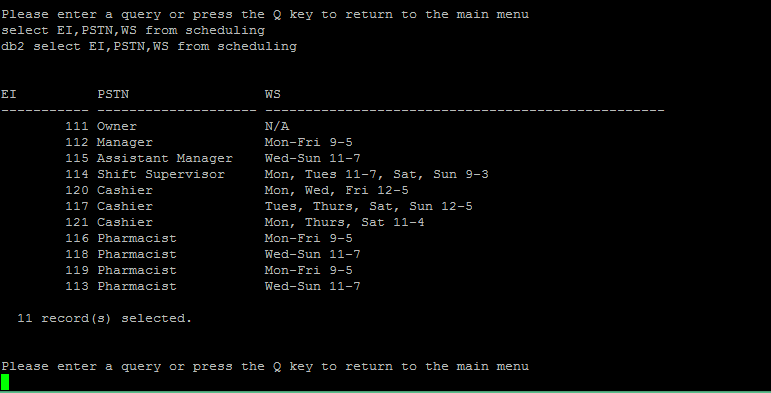 Please enter a query or press the Q key to return to the main menu
select EI,PSTN,WS from scheduling
db2 select EI,PSTN,WS from scheduling
EI          PSTN                 WS
----------- -------------------- --------------------------------------------------
        111 Owner                N/A
        112 Manager              Mon-Fri 9-5
        115 Assistant Manager    Wed-Sun 11-7
        114 Shift Supervisor     Mon, Tues 11-7, Sat, Sun 9-3
        120 Cashier              Mon, Wed, Fri 12-5
        117 Cashier              Tues, Thurs, Sat, Sun 12-5
        121 Cashier              Mon, Thurs, Sat 11-4
        116 Pharmacist           Mon-Fri 9-5
        118 Pharmacist           Wed-Sun 11-7
        119 Pharmacist           Mon-Fri 9-5
        113 Pharmacist           Wed-Sun 11-7
  11 record(s) selected.
Please enter a query or press the Q key to return to the main menu